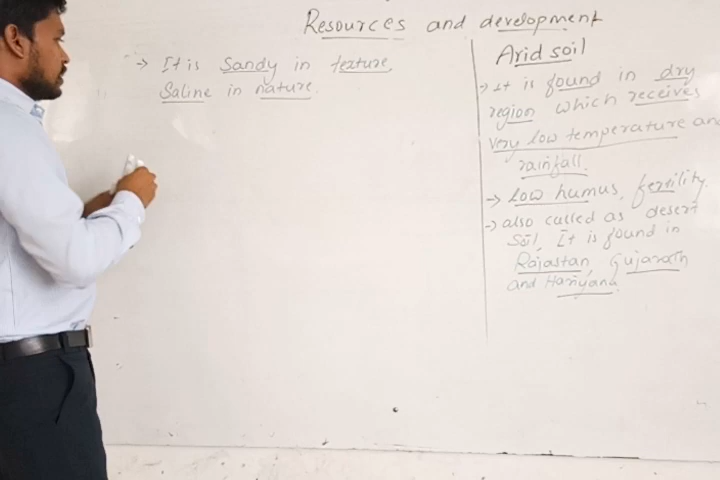 Resources and development
→ It is Sandy in texture,
Saline in nature.
Arid soil
→ It is found in dry
region which receives
very low temperature and
rainfall.
→ low humus, fertility.
→ also called as desert
Soil, It is found in
Rajastan, Gujarath
and Hariyana.